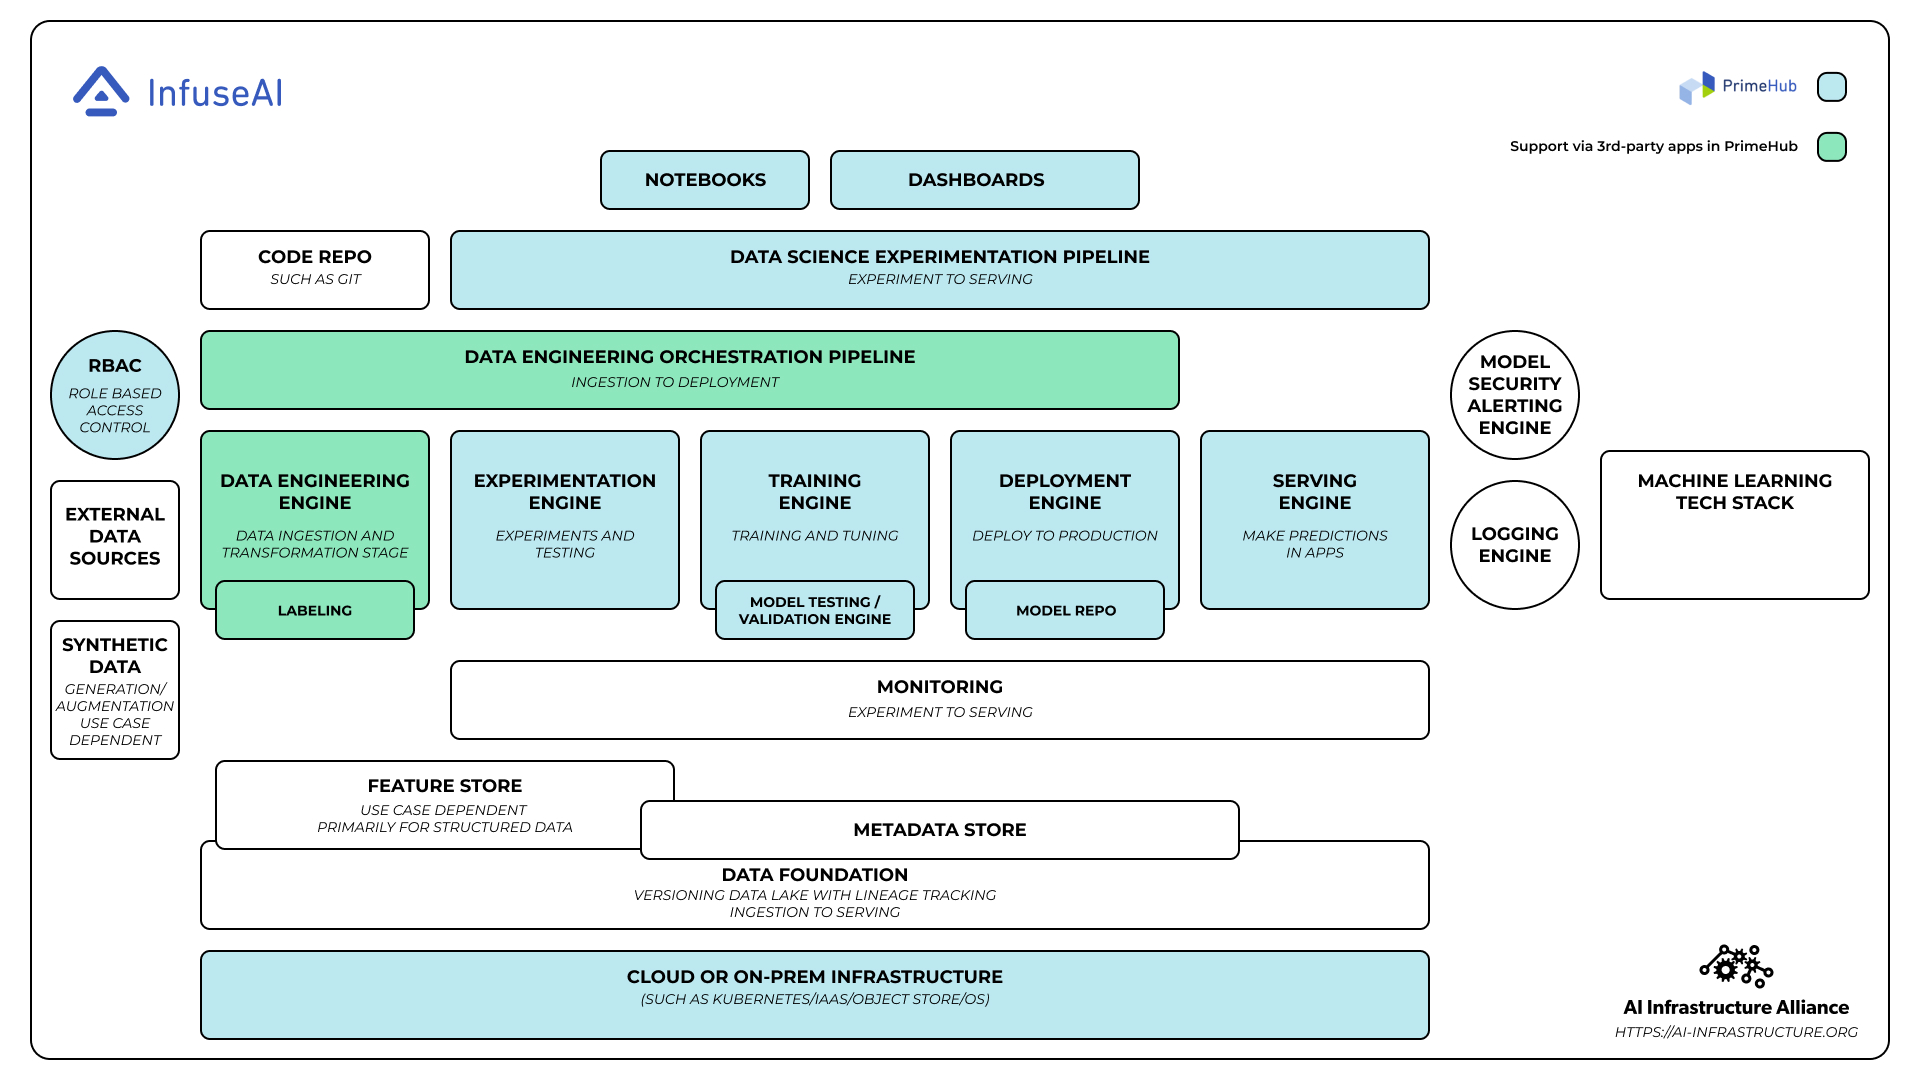 InfuseAI
PrimeHub
Support via 3rd-party apps in PrimeHub
NOTEBOOKS
DASHBOARDS
CODE REPO
SUCH AS GIT
DATA SCIENCE EXPERIMENTATION PIPELINE
EXPERIMENT TO SERVING
RBAC
ROLE BASED
ACCESS
CONTROL
DATA ENGINEERING ORCHESTRATION PIPELINE
INGESTION TO DEPLOYMENT
MODEL
SECURITY
ALERTING
ENGINE
EXTERNAL
DATA
SOURCES
DATA ENGINEERING
ENGINE
DATA INGESTION AND
TRANSFORMATION STAGE
LABELING
EXPERIMENTATION
ENGINE
EXPERIMENTS AND
TESTING
TRAINING
ENGINE
TRAINING AND TUNING
MODEL TESTING /
VALIDATION ENGINE
DEPLOYMENT
ENGINE
DEPLOY TO PRODUCTION
MODEL REPO
SERVING
ENGINE
MAKE PREDICTIONS
IN APPS
LOGGING
ENGINE
MACHINE LEARNING
TECH STACK
SYNTHETIC
DATA
GENERATION/
AUGMENTATION
USE CASE
DEPENDENT
MONITORING
EXPERIMENT TO SERVING
FEATURE STORE
USE CASE DEPENDENT
PRIMARILY FOR STRUCTURED DATA
METADATA STORE
DATA FOUNDATION
VERSIONING DATA LAKE WITH LINEAGE TRACKING
INGESTION TO SERVING
CLOUD OR ON-PREM INFRASTRUCTURE
(SUCH AS KUBERNETES/IAAS/OBJECT STORE/OS)
AI Infrastructure Alliance
HTTPS://AI-INFRASTRUCTURE.ORG